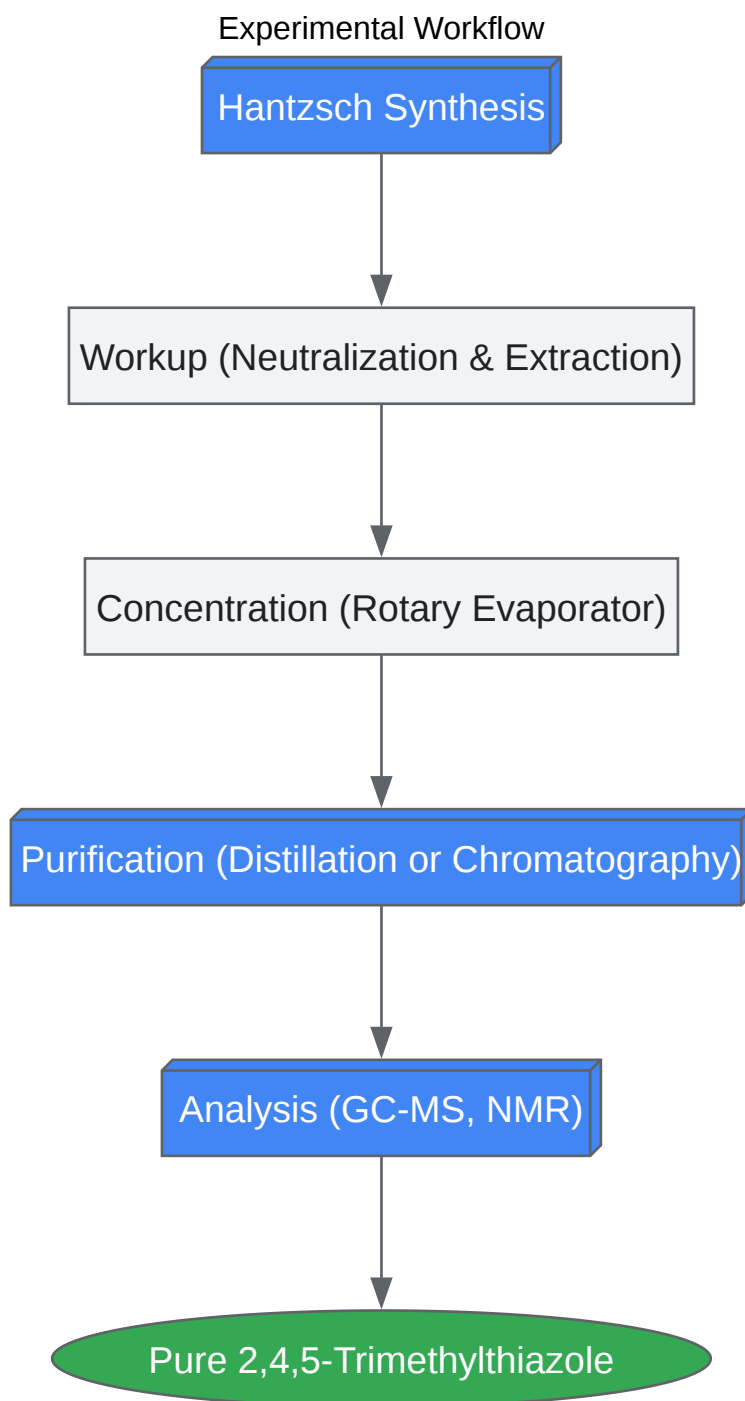 Experimental Workflow
Hantzsch Synthesis
Workup (Neutralization & Extraction)
Concentration (Rotary Evaporator)
Purification (Distillation or Chromatography)
Analysis (GC-MS, NMR)
Pure 2,4,5-Trimethylthiazole